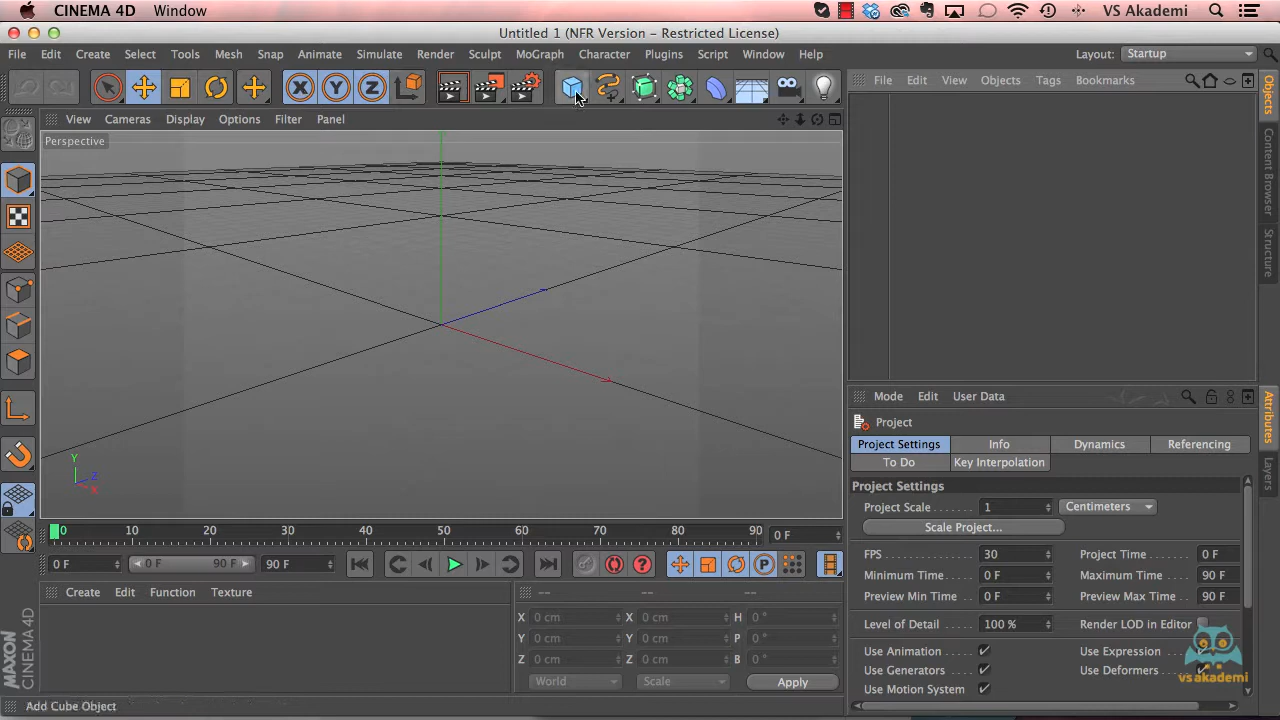 CINEMA 4D Window
VS Akademi
Untitled 1 (NFR Version - Restricted License)
File Edit Create Select Tools Mesh Snap Animate Simulate Render Sculpt MoGraph Character Plugins Script Window Help
Layout: Startup
X Y Z
File Edit View Objects Tags Bookmarks
View Cameras Display Options Filter Panel
Perspective
Objects
Content Browser
Structure
Y
Z
X
Mode Edit User Data
Attributes
Layers
Project
Project Settings Info Dynamics Referencing
To Do Key Interpolation
Project Settings
Project Scale 1 Centimeters
Scale Project...
FPS 30 Project Time 0 F
Minimum Time 0 F Maximum Time 90 F
Preview Min Time 0 F Preview Max Time 90 F
Level of Detail 100 % Render LOD in Editor
Use Animation Use Expression
Use Generators Use Deformers
Use Motion System
vs akademi
0 10 20 30 40 50 60 70 80 90 0 F
0 F 0 F 90 F 90 F
P
Create Edit Function Texture
-- -- --
X 0 cm X 0 cm H 0 °
Y 0 cm Y 0 cm P 0 °
Z 0 cm Z 0 cm B 0 °
World Scale Apply
MAXON
CINEMA 4D
Add Cube Object